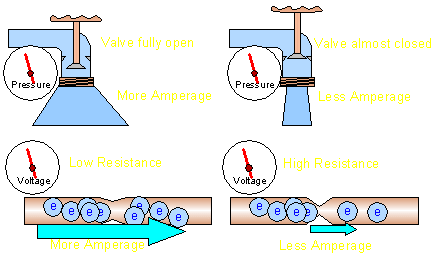 Valve fully open
Valve almost closed
Pressure
Pressure
More Amperage
Less Amperage
Low Resistance
High Resistance
Voltage
Voltage
e e e e e e e
e e e e e e
More Amperage
Less Amperage